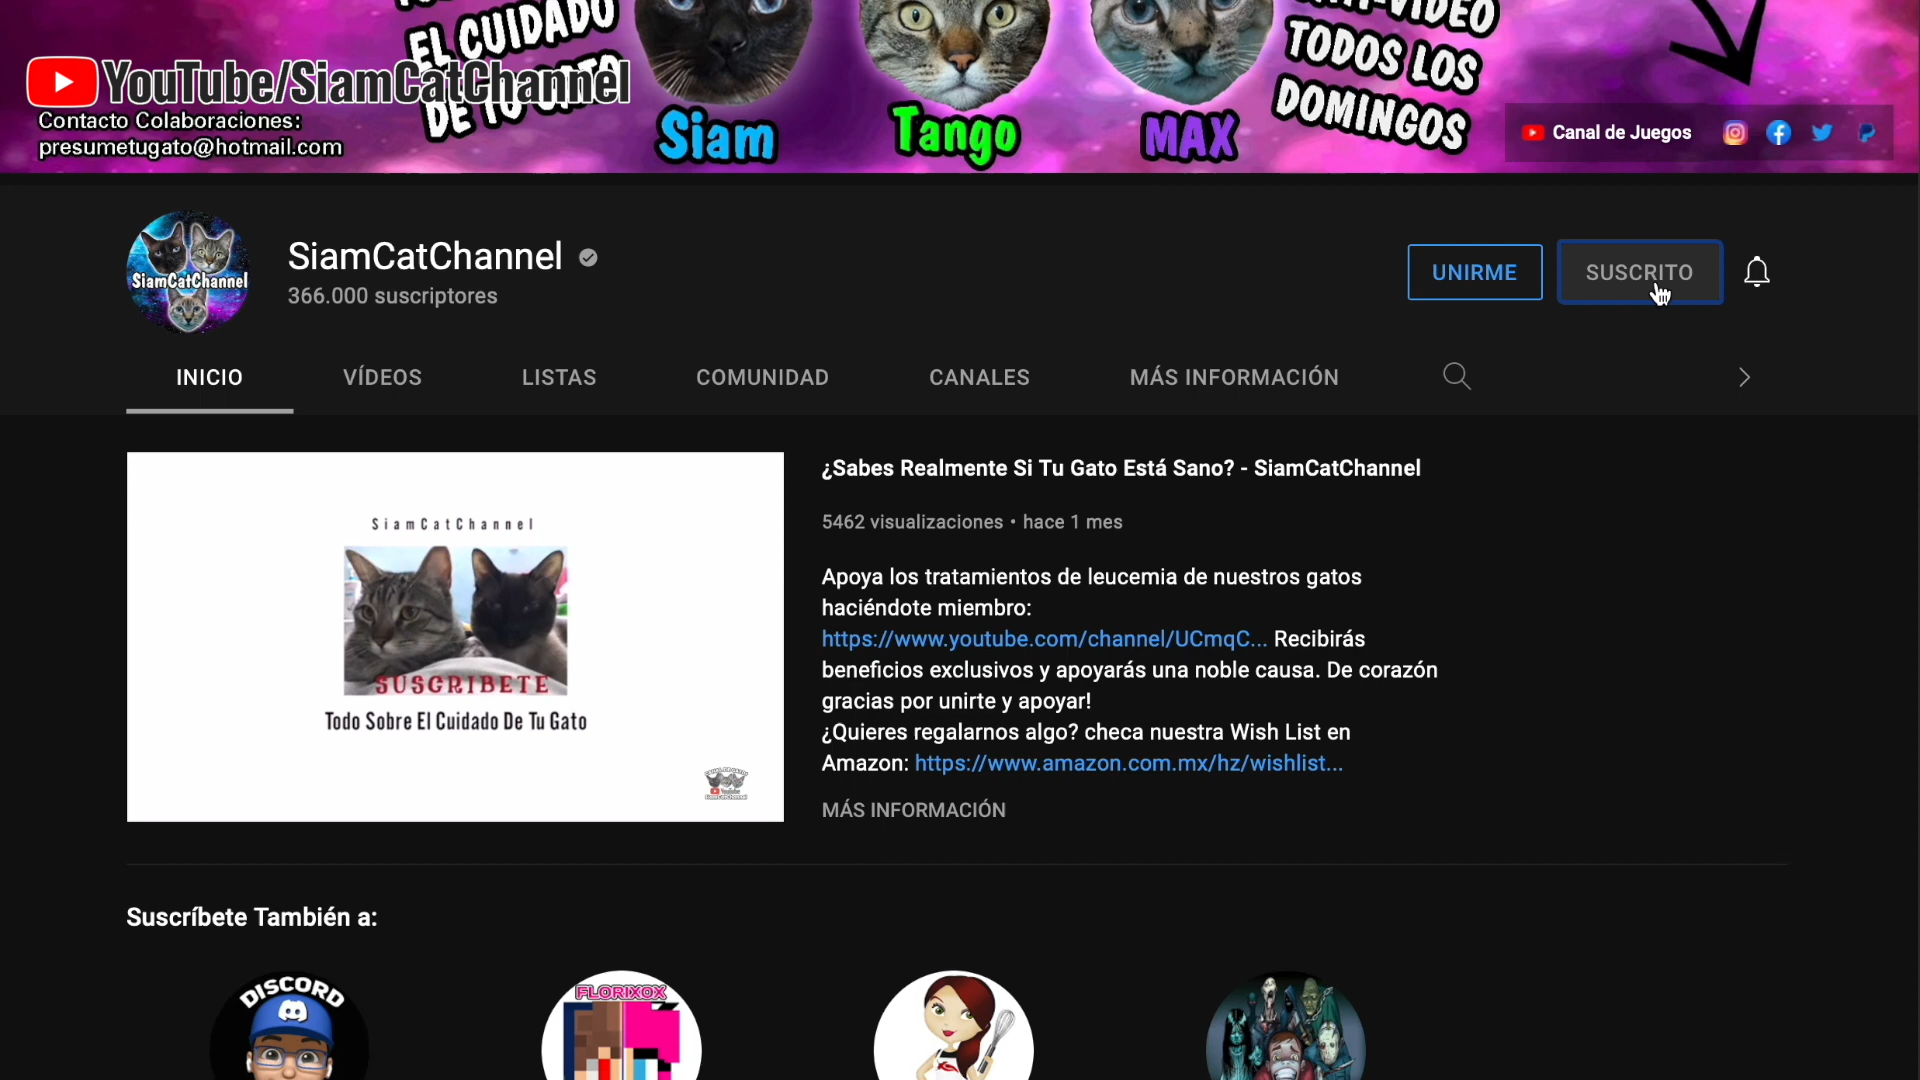 EL CUIDADO
DE TU GATO
YouTube/SiamCatChannel
Contacto Colaboraciones:
presumetugato@hotmail.com
Siam
Tango
MAX
VIDEO
TODOS LOS
DOMINGOS
Canal de Juegos
SiamCatChannel
SiamCatChannel
366.000 suscriptores
UNIRME
SUSCRITO
INICIO
VÍDEOS
LISTAS
COMUNIDAD
CANALES
MÁS INFORMACIÓN
SiamCatChannel
SUSCRIBETE
Todo Sobre El Cuidado De Tu Gato
¿Sabes Realmente Si Tu Gato Está Sano? - SiamCatChannel
5462 visualizaciones • hace 1 mes
Apoya los tratamientos de leucemia de nuestros gatos
haciéndote miembro:
https://www.youtube.com/channel/UCmqC... Recibirás
beneficios exclusivos y apoyarás una noble causa. De corazón
gracias por unirte y apoyar!
¿Quieres regalarnos algo? checa nuestra Wish List en
Amazon: https://www.amazon.com.mx/hz/wishlist...
MÁS INFORMACIÓN
Suscríbete También a:
DISCORD
FLORIXOX